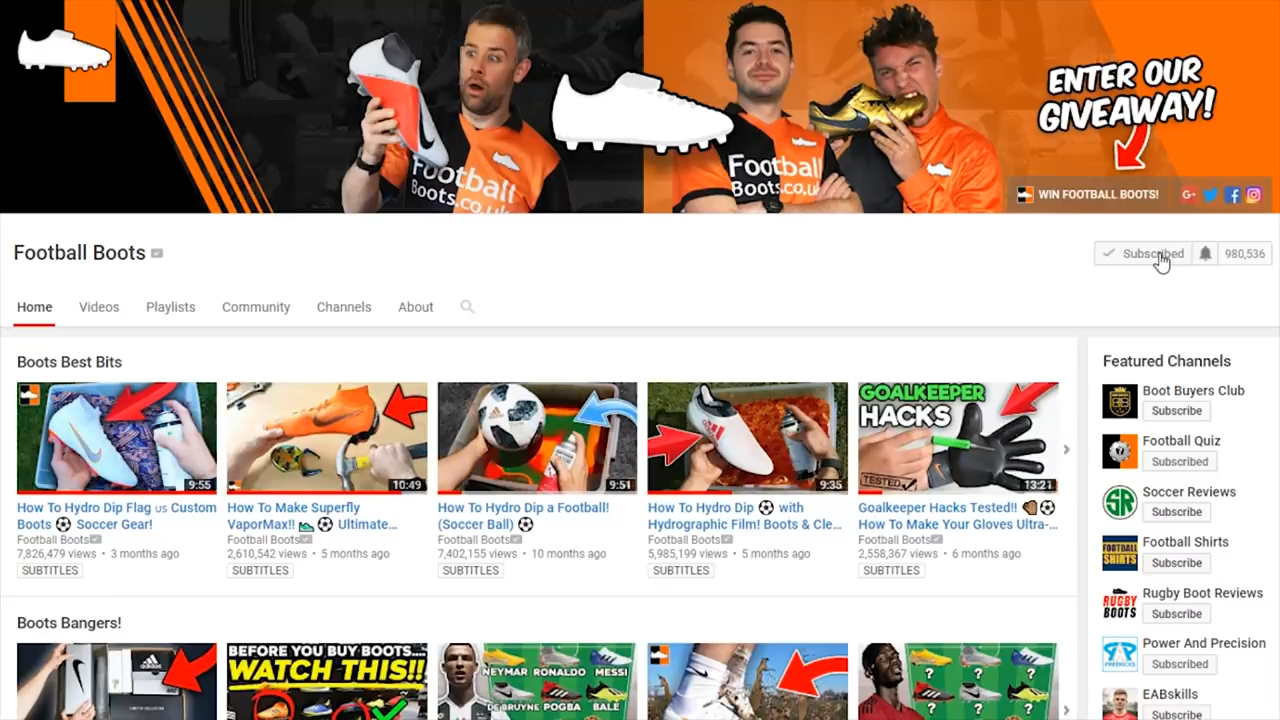 ENTER OUR
GIVEAWAY!
Football
Boots.co.uk
Football
Boots.co.uk
WIN FOOTBALL BOOTS!
Football Boots
Subscribed
980,536
Home
Videos
Playlists
Community
Channels
About
Boots Best Bits
9:55
10:49
9:51
9:35
GOALKEEPER
HACKS
TESTED
13:21
How To Hydro Dip Flag vs Custom
Boots ⚽ Soccer Gear!
Football Boots
7,826,479 views • 3 months ago
SUBTITLES
How To Make Superfly
VaporMax!! 👟 ⚽ Ultimate...
Football Boots
2,610,542 views • 5 months ago
SUBTITLES
How To Hydro Dip a Football!
(Soccer Ball) ⚽
Football Boots
7,402,155 views • 10 months ago
SUBTITLES
How To Hydro Dip ⚽ with
Hydrographic Film! Boots & Cle...
Football Boots
5,985,199 views • 5 months ago
SUBTITLES
Goalkeeper Hacks Tested!! ⚽
How To Make Your Gloves Ultra-...
Football Boots
2,558,367 views • 6 months ago
SUBTITLES
Boots Bangers!
adidas
BEFORE YOU BUY BOOTS....
WATCH THIS!!
NEYMAR RONALDO MESSI
DE BRUYNE POGBA BALE
? ?
? ?
Featured Channels
Boot Buyers Club
Subscribe
Football Quiz
Subscribed
SR
Soccer Reviews
Subscribe
FOOTBALL
SHIRTS
Football Shirts
Subscribe
RUGBY
BOOTS
Rugby Boot Reviews
Subscribe
Power And Precision
Subscribed
EABskills
Subscribe